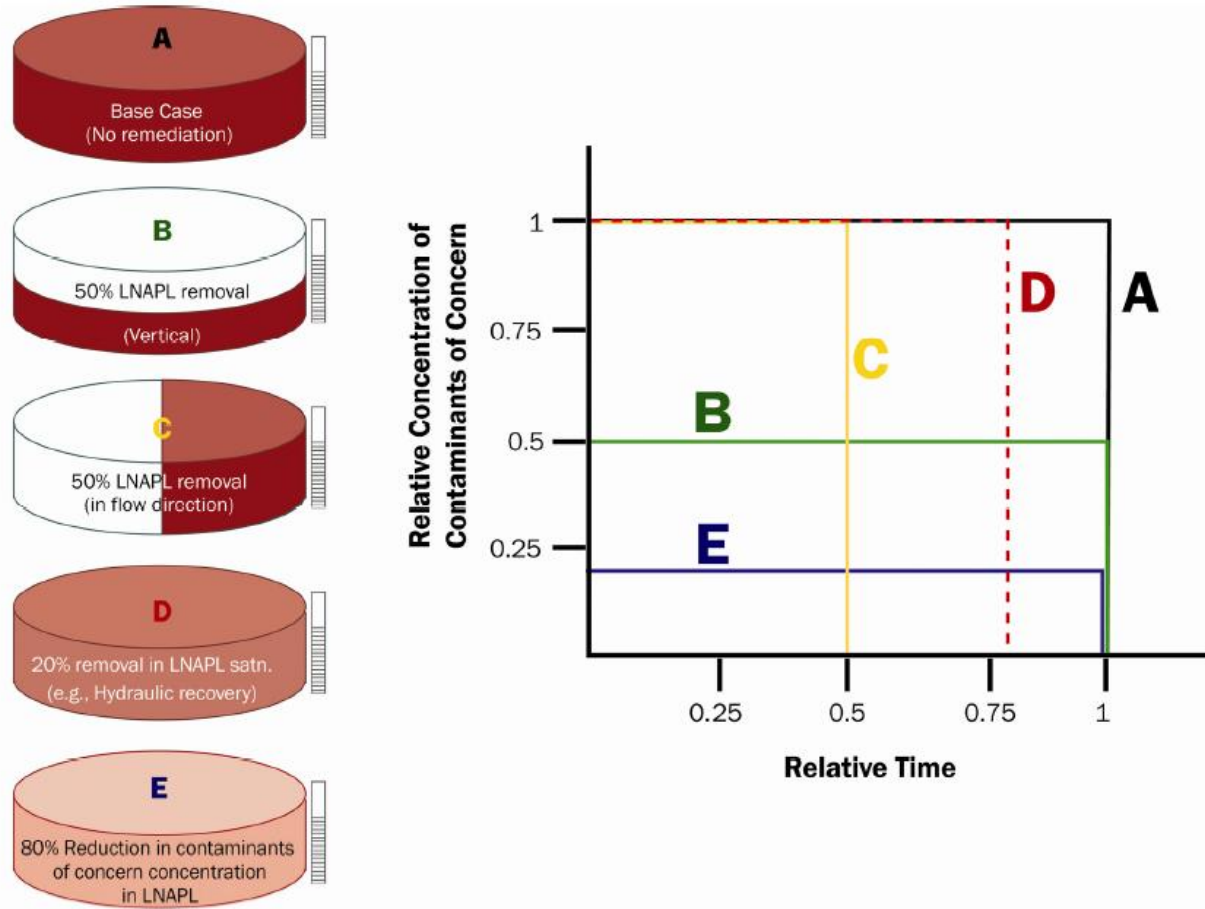 A
Base Case
(No remediation)
B
50% LNAPL removal
(Vertical)
C
50% LNAPL removal
(in flow direction)
D
20% removal in LNAPL satn.
(e.g., Hydraulic recovery)
E
80% Reduction in contaminants
of concern concentration
in LNAPL
Relative Concentration of
Contaminants of Concern
1
0.75
0.5
0.25
A
D
C
B
E
0.25
0.5
0.75
1
Relative Time